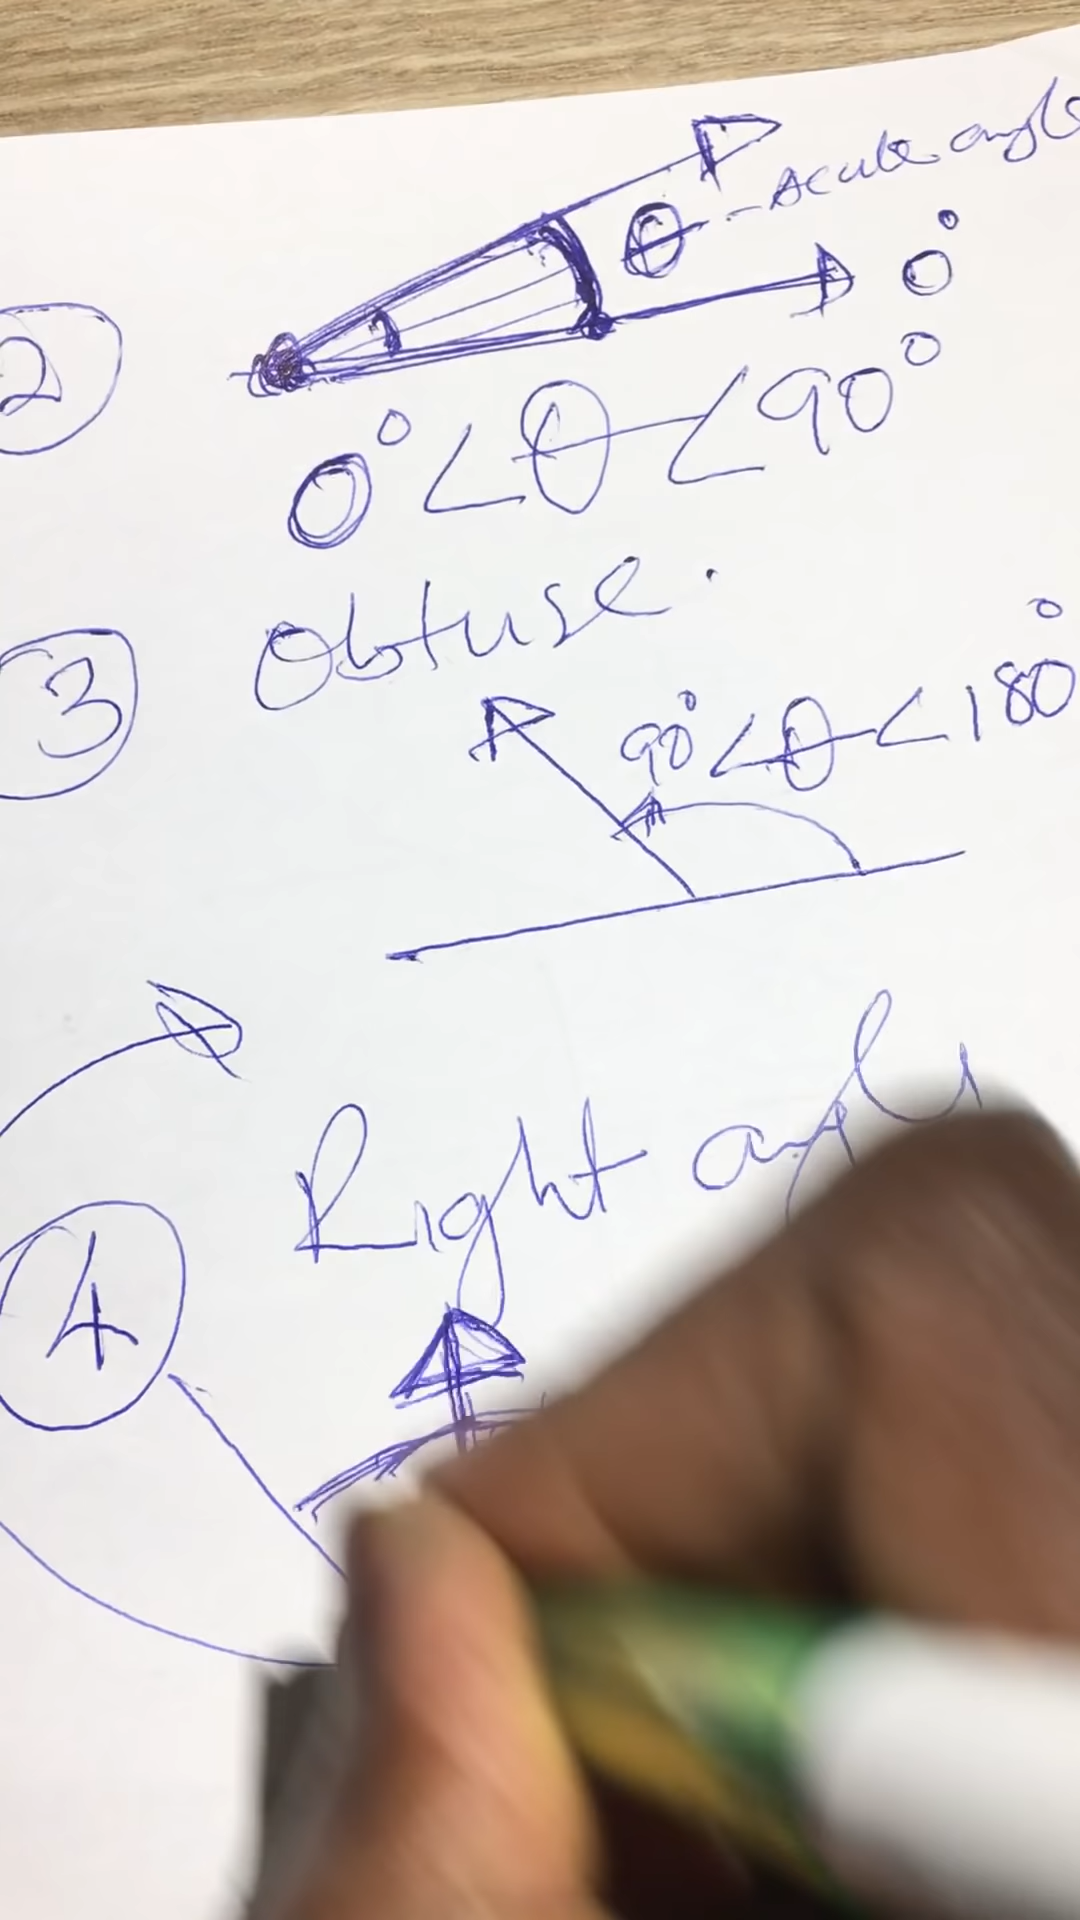 θ -- Acute angle
0°
2
0° < θ < 90°
3
Obtuse.
90° < θ < 180°
Right angle
4